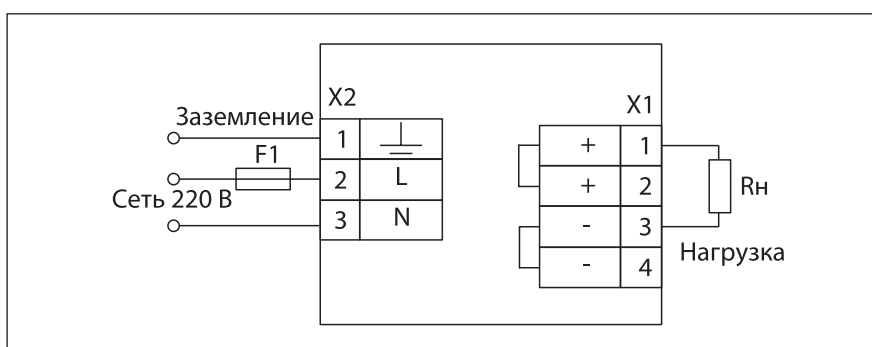 X2
X1
Заземление
1
F1
2
L
Сеть 220 В
3
N
+
1
+
2
-
3
-
4
Rн
Нагрузка